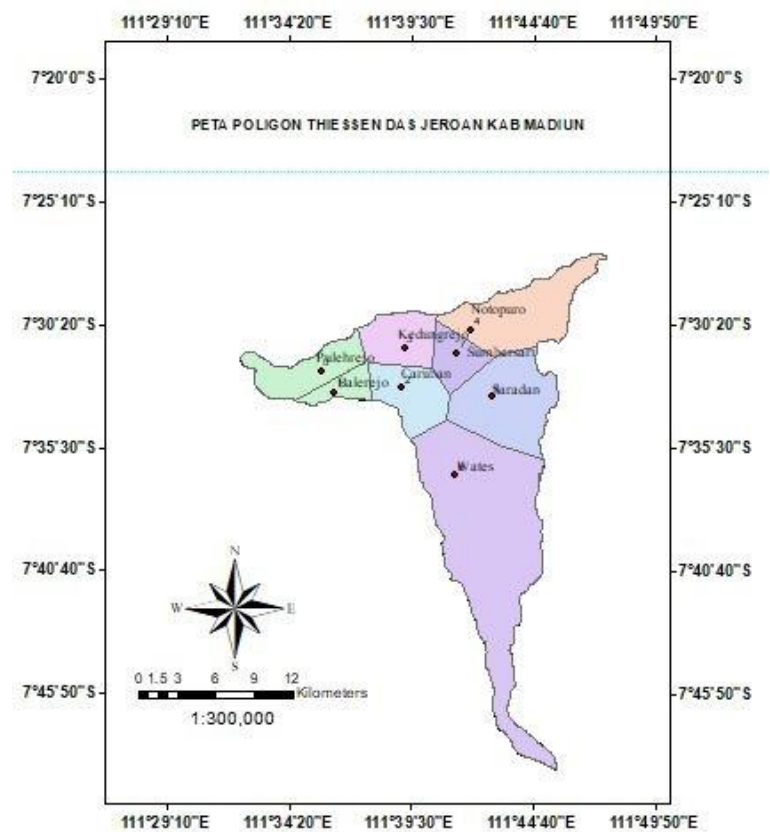 111°29'10"E 111°34'20"E 111°39'30"E 111°44'40"E 111°49'50"E
7°20'0"S 7°20'0"S
PETA POLIGON THIESSEN DAS JEROAN KAB MADIUN
7°25'10"S 7°25'10"S
Notopuro
4
7°30'20"S 7°30'20"S
Kedungrejo
Sumbersari
Pulehrejo
Caruban
2
Balerejo
Saradan
7°35'30"S 7°35'30"S
Wates
7°40'40"S 7°40'40"S
N
W E
S
0 1.5 3 6 9 12
Kilometers
7°45'50"S 7°45'50"S
1:300,000
111°29'10"E 111°34'20"E 111°39'30"E 111°44'40"E 111°49'50"E